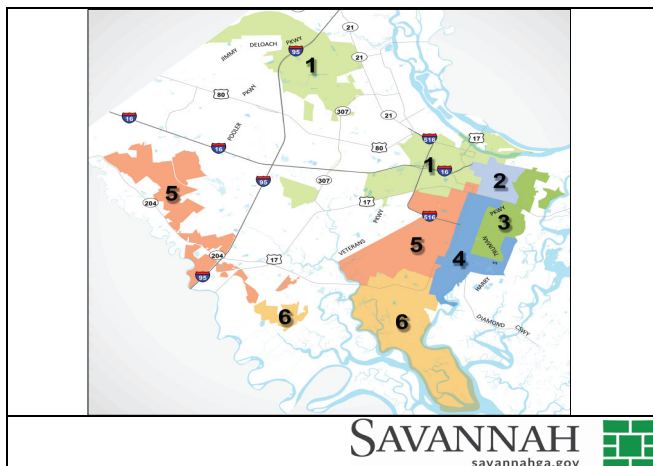 21
JIMMY DELOACH PKWY
95
1
21
80
PKWY
307
21
16
POOLER
516
17
80
1
16
16
2
95
307
5
17
PKWY
3
204
516
PKWY
VETERANS
5
TRUMAN
204
17
4
95
HARRY
S
6
6
DIAMOND
CSWY
SAVANNAH
savannahga.gov